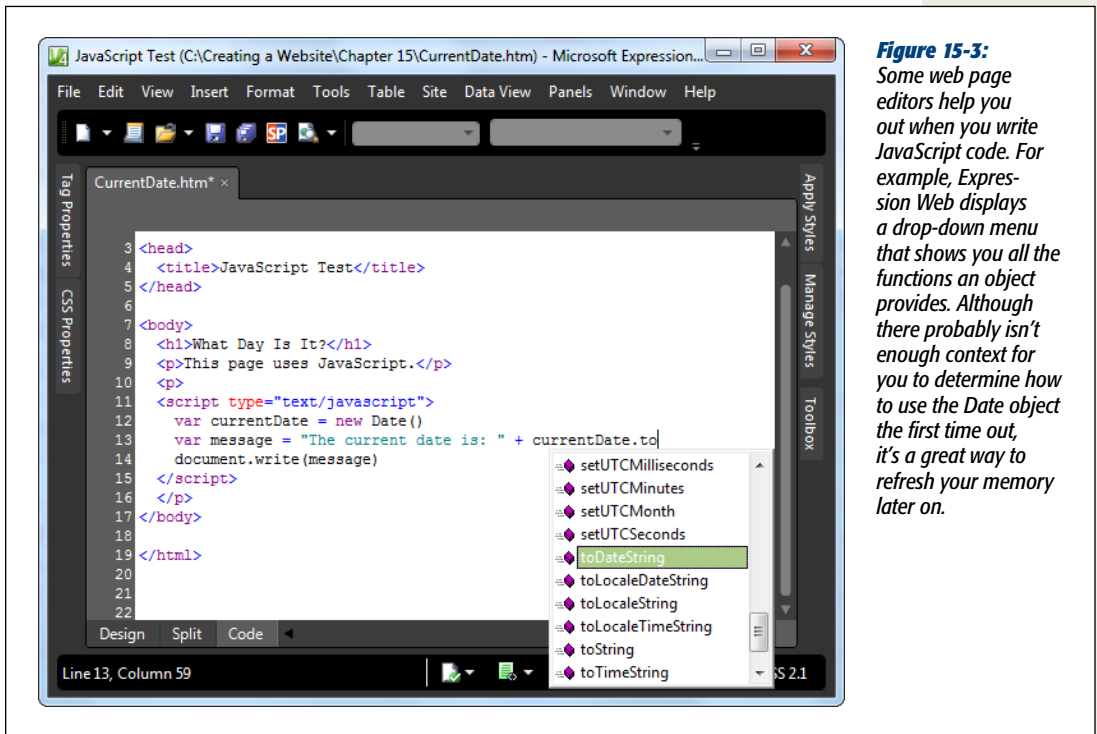 JavaScript Test (C:\Creating a Website\Chapter 15\CurrentDate.htm) - Microsoft Expression...
File Edit View Insert Format Tools Table Site Data View Panels Window Help
SP
Tag Properties
CSS Properties
CurrentDate.htm* ×
3 <head>
4 <title>JavaScript Test</title>
5 </head>
6
7 <body>
8 <h1>What Day Is It?</h1>
9 <p>This page uses JavaScript.</p>
10 <p>
11 <script type="text/javascript">
12 var currentDate = new Date()
13 var message = "The current date is: " + currentDate.to
14 document.write(message)
15 </script>
16 </p>
17 </body>
18
19 </html>
20
21
22
setUTCMilliseconds
setUTCMinutes
setUTCMonth
setUTCSeconds
toDateString
toLocaleDateString
toLocaleString
toLocaleTimeString
toString
toTimeString
Apply Styles
Manage Styles
Toolbox
Design Split Code
Line 13, Column 59
SS 2.1
Figure 15-3:
Some web page
editors help you
out when you write
JavaScript code. For
example, Expres-
sion Web displays
a drop-down menu
that shows you all the
functions an object
provides. Although
there probably isn't
enough context for
you to determine how
to use the Date object
the first time out,
it's a great way to
refresh your memory
later on.